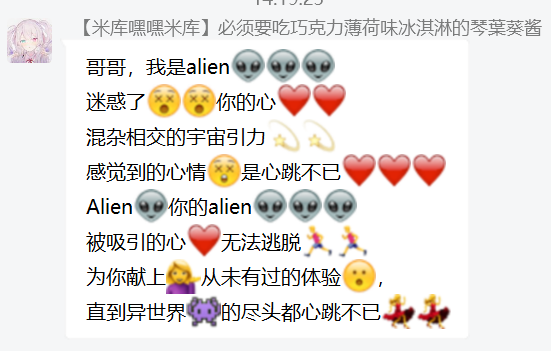 14:19:25
【米库嘿嘿米库】必须要吃巧克力薄荷味冰淇淋的琴葉葵酱
哥哥，我是alien👽👽👽
迷惑了😵😵你的心❤️❤️
混杂相交的宇宙引力💫💫
感觉到的心情😵是心跳不已❤️❤️❤️
Alien👽你的alien👽👽👽
被吸引的心❤️无法逃脱🏃‍♀️🏃‍♀️
为你献上💁‍♀️从未有过的体验😮，
直到异世界👾的尽头都心跳不已💃💃